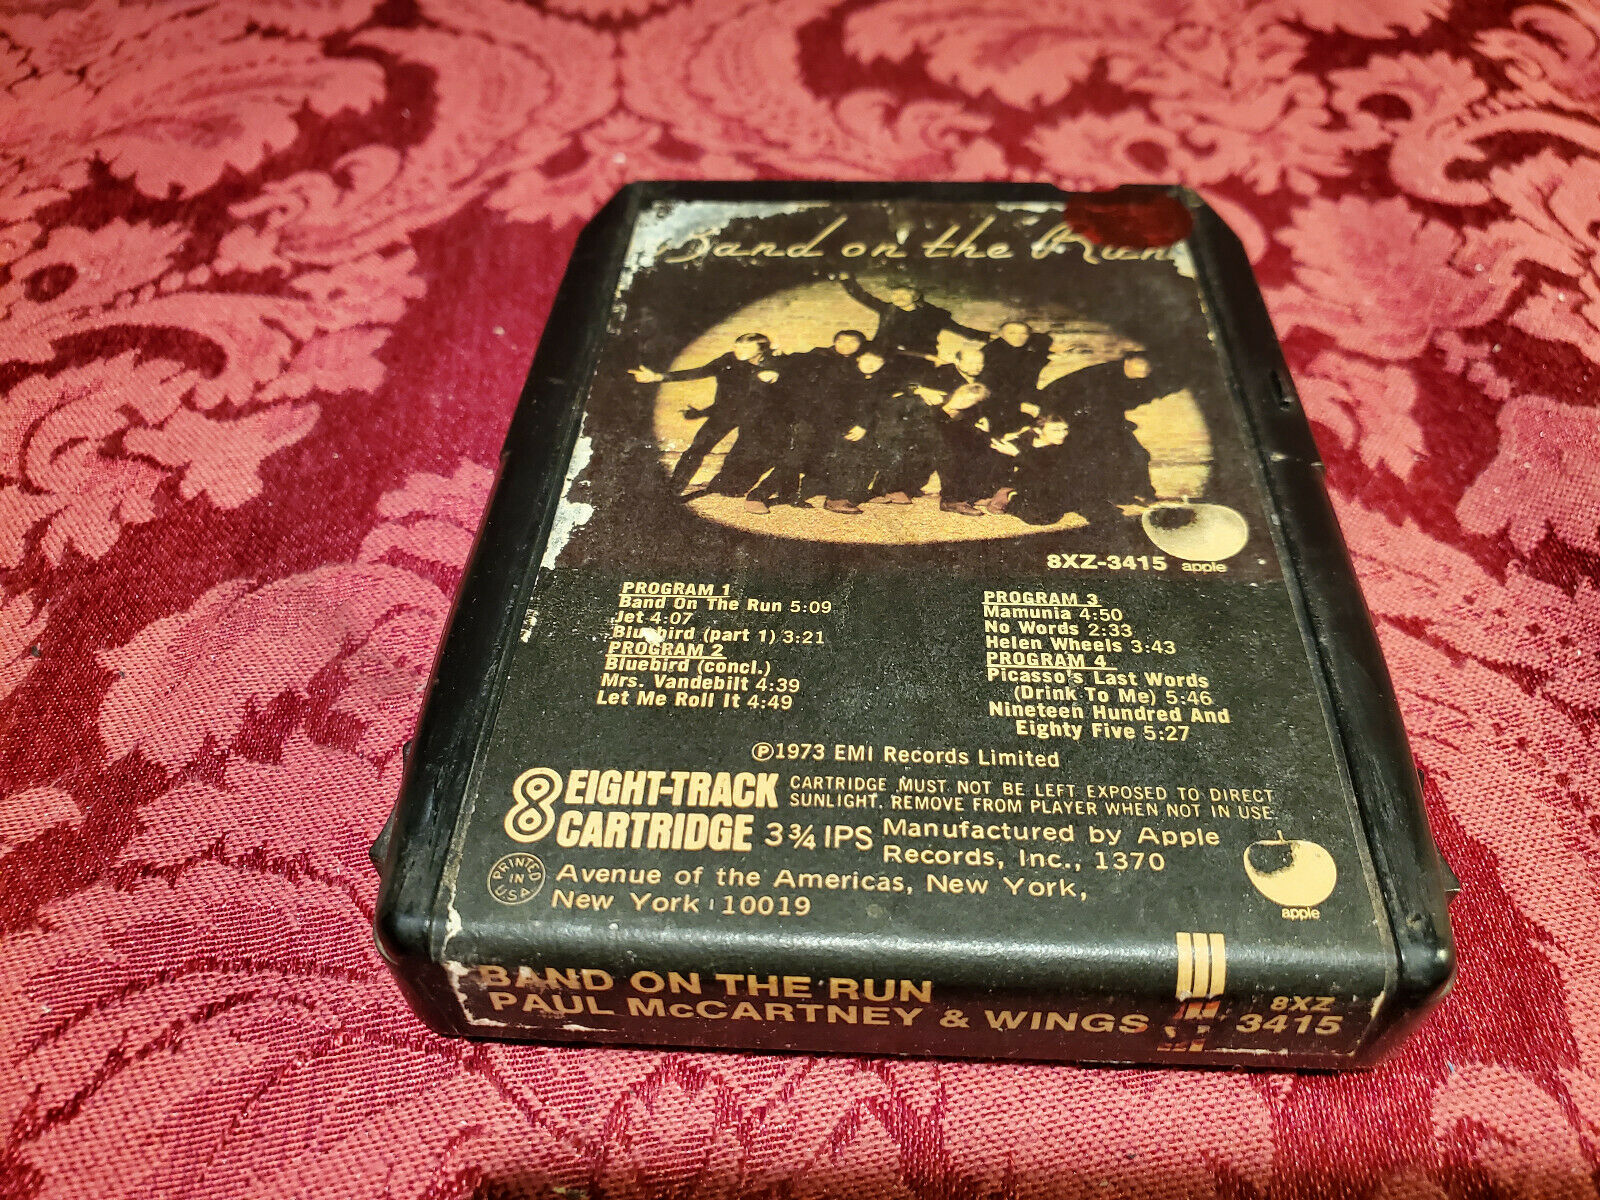 Band on the Run
8XZ-3415
apple
PROGRAM 1
Band On The Run 5:09
Jet 4:07
Bluebird (part 1) 3:21
PROGRAM 2
Bluebird (concl.)
Mrs. Vandebilt 4:39
Let Me Roll It 4:49
PROGRAM 3
Mamunia 4:50
No Words 2:33
Helen Wheels 3:43
PROGRAM 4
Picasso's Last Words
(Drink To Me) 5:46
Nineteen Hundred And
Eighty Five 5:27
℗1973 EMI Records Limited
8 EIGHT-TRACK
CARTRIDGE 3 3/4 IPS
CARTRIDGE MUST NOT BE LEFT EXPOSED TO DIRECT
SUNLIGHT. REMOVE FROM PLAYER WHEN NOT IN USE.
Manufactured by Apple
Records, Inc., 1370
Avenue of the Americas, New York,
New York 10019
PRINTED
IN
U.S.A.
apple
BAND ON THE RUN
PAUL McCARTNEY & WINGS
8XZ
3415